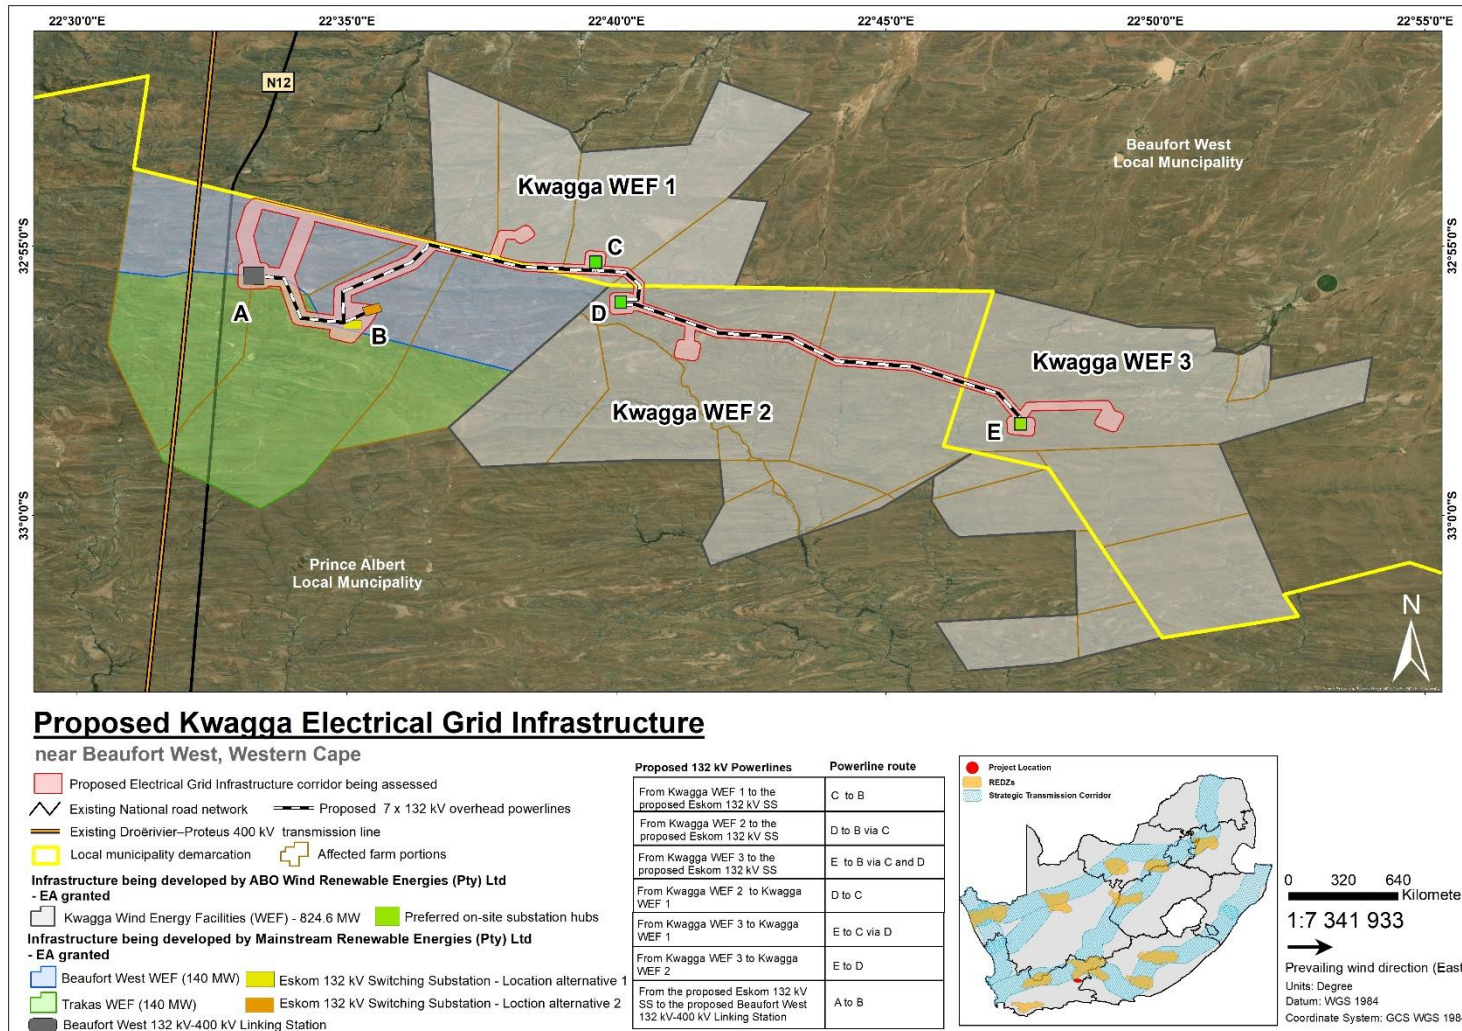 22°30'0"E 22°35'0"E 22°40'0"E 22°45'0"E 22°50'0"E 22°55'0"E
N12
Beaufort West
Local Muncipality
Kwagga WEF 1
32°55'0"S
32°55'0"S
C
A
D
B
Kwagga WEF 3
Kwagga WEF 2
E
33°0'0"S
33°0'0"S
Prince Albert
Local Muncipality
N
Proposed Kwagga Electrical Grid Infrastructure
near Beaufort West, Western Cape
Proposed Electrical Grid Infrastructure corridor being assessed
Existing National road network
Proposed 7 x 132 kV overhead powerlines
Existing Droërivier–Proteus 400 kV transmission line
Local municipality demarcation
Affected farm portions
Infrastructure being developed by ABO Wind Renewable Energies (Pty) Ltd
- EA granted
Kwagga Wind Energy Facilities (WEF) - 824.6 MW
Preferred on-site substation hubs
Infrastructure being developed by Mainstream Renewable Energies (Pty) Ltd
- EA granted
Beaufort West WEF (140 MW)
Eskom 132 kV Switching Substation - Location alternative 1
Trakas WEF (140 MW)
Eskom 132 kV Switching Substation - Loction alternative 2
Beaufort West 132 kV-400 kV Linking Station
Proposed 132 kV Powerlines Powerline route
From Kwagga WEF 1 to the
proposed Eskom 132 kV SS
C to B
From Kwagga WEF 2 to the
proposed Eskom 132 kV SS
D to B via C
From Kwagga WEF 3 to the
proposed Eskom 132 kV SS
E to B via C and D
From Kwagga WEF 2 to Kwagga
WEF 1
D to C
From Kwagga WEF 3 to Kwagga
WEF 1
E to C via D
From Kwagga WEF 3 to Kwagga
WEF 2
E to D
From the proposed Eskom 132 kV
SS to the proposed Beaufort West
132 kV-400 kV Linking Station
A to B
Project Location
REDZs
Strategic Transmission Corridor
0 320 640
Kilomete
1:7 341 933
Prevailing wind direction (East
Units: Degree
Datum: WGS 1984
Coordinate System: GCS WGS 198